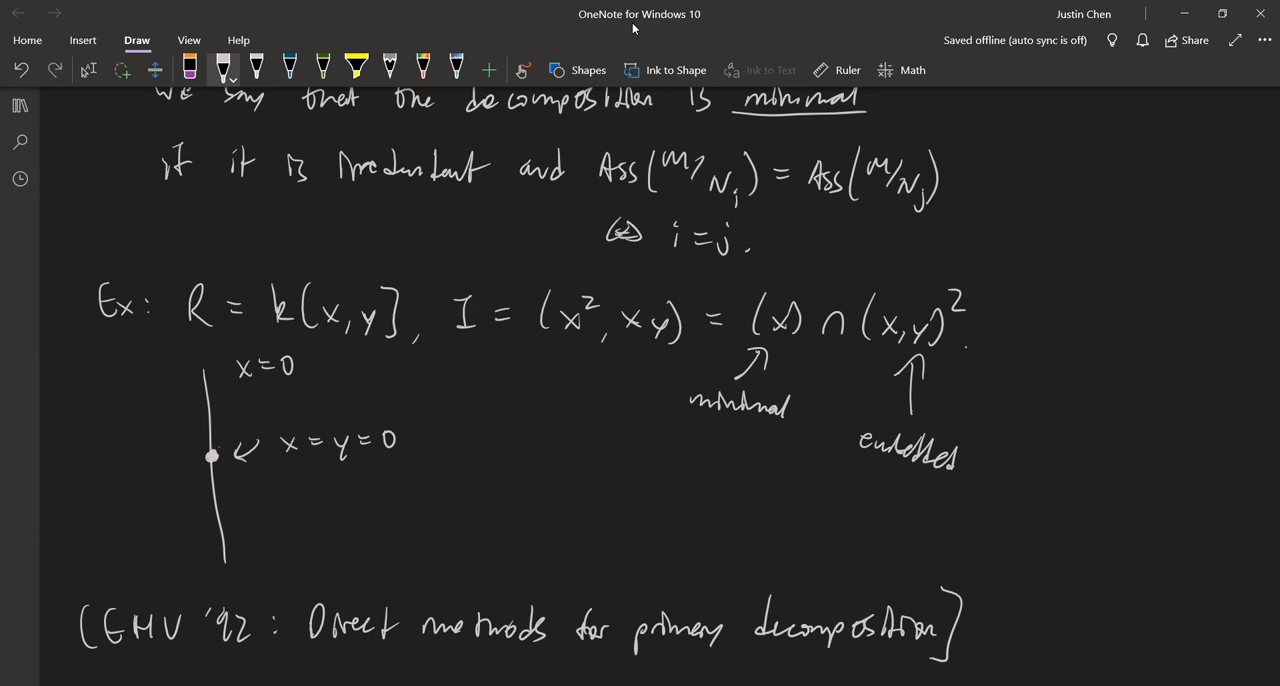 OneNote for Windows 10
Justin Chen
Home Insert Draw View Help
Saved offline (auto sync is off) Share
Shapes Ink to Shape Ink to Text Ruler Math
we say that the decomposition is minimal
if it is irredundant and Ass(M/N_i) = Ass(M/N_j)
⇔ i = j.
Ex: R = k[x, y], I = (x², xy) = (x) ∩ (x, y)².
x = 0
minimal
x = y = 0
embedded
[EHV '92: Direct methods for primary decomposition]